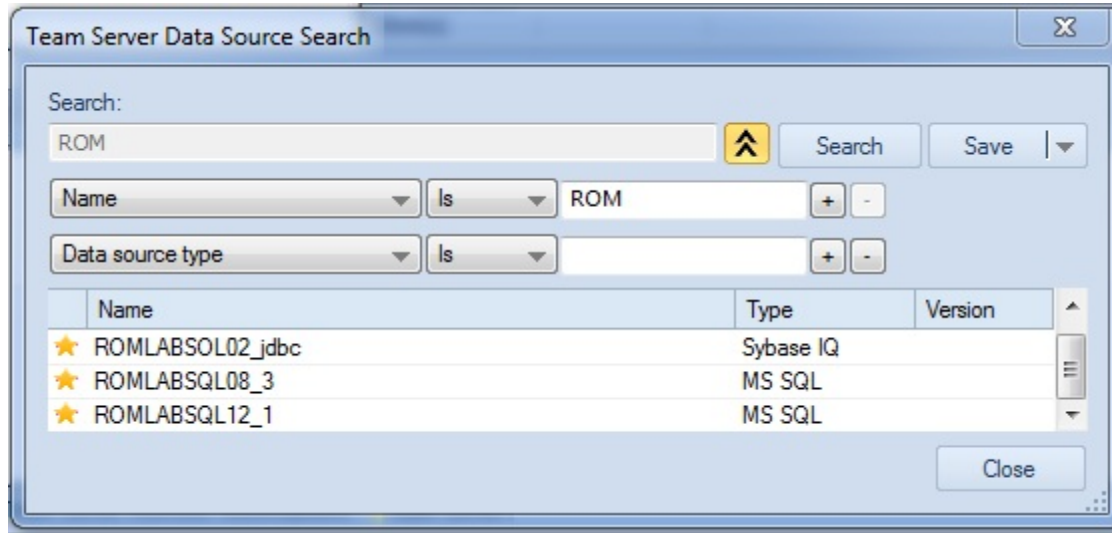 Team Server Data Source Search
Search:
ROM Search Save
Name Is ROM + -
Data source type Is + -
Name Type Version
ROMLABSOL02_jdbc Sybase IQ
ROMLABSQL08_3 MS SQL
ROMLABSQL12_1 MS SQL
Close